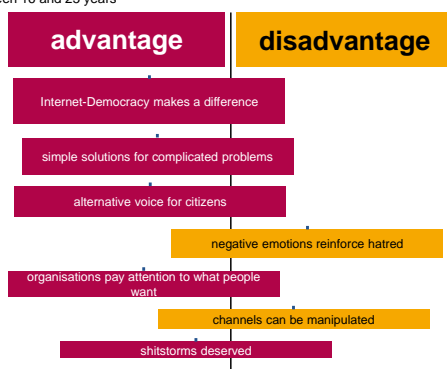 een 16 and 25 years
advantage
disadvantage
Internet-Democracy makes a difference
simple solutions for complicated problems
alternative voice for citizens
negative emotions reinforce hatred
organisations pay attention to what people
want
channels can be manipulated
shitstorms deserved